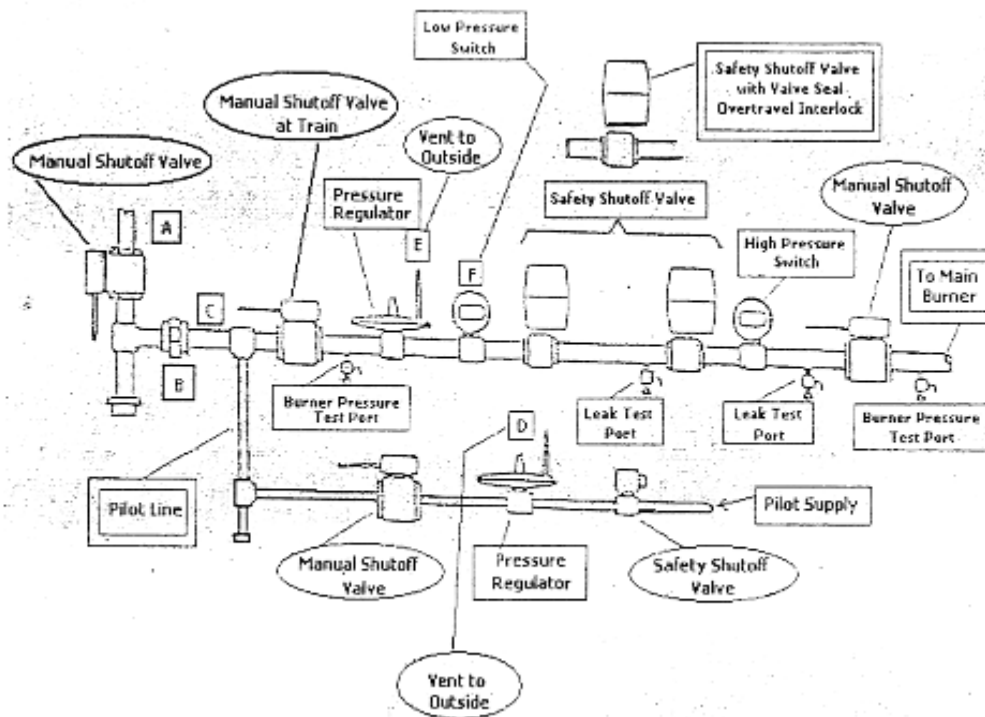 Low Pressure
Switch
Safety Shutoff Valve
with Valve Seal
Overtravel Interlock
Manual Shutoff Valve
at Train
Vent to
Outside
Manual Shutoff Valve
Pressure
Regulator
Safety Shutoff Valve
Manual Shutoff
Valve
A
E
F
High Pressure
Switch
To Main
Burner
C
B
Burner Pressure
Test Port
D
Leak Test
Port
Leak Test
Port
Burner Pressure
Test Port
Pilot Line
Pilot Supply
Manual Shutoff
Valve
Pressure
Regulator
Safety Shutoff
Valve
Vent to
Outside